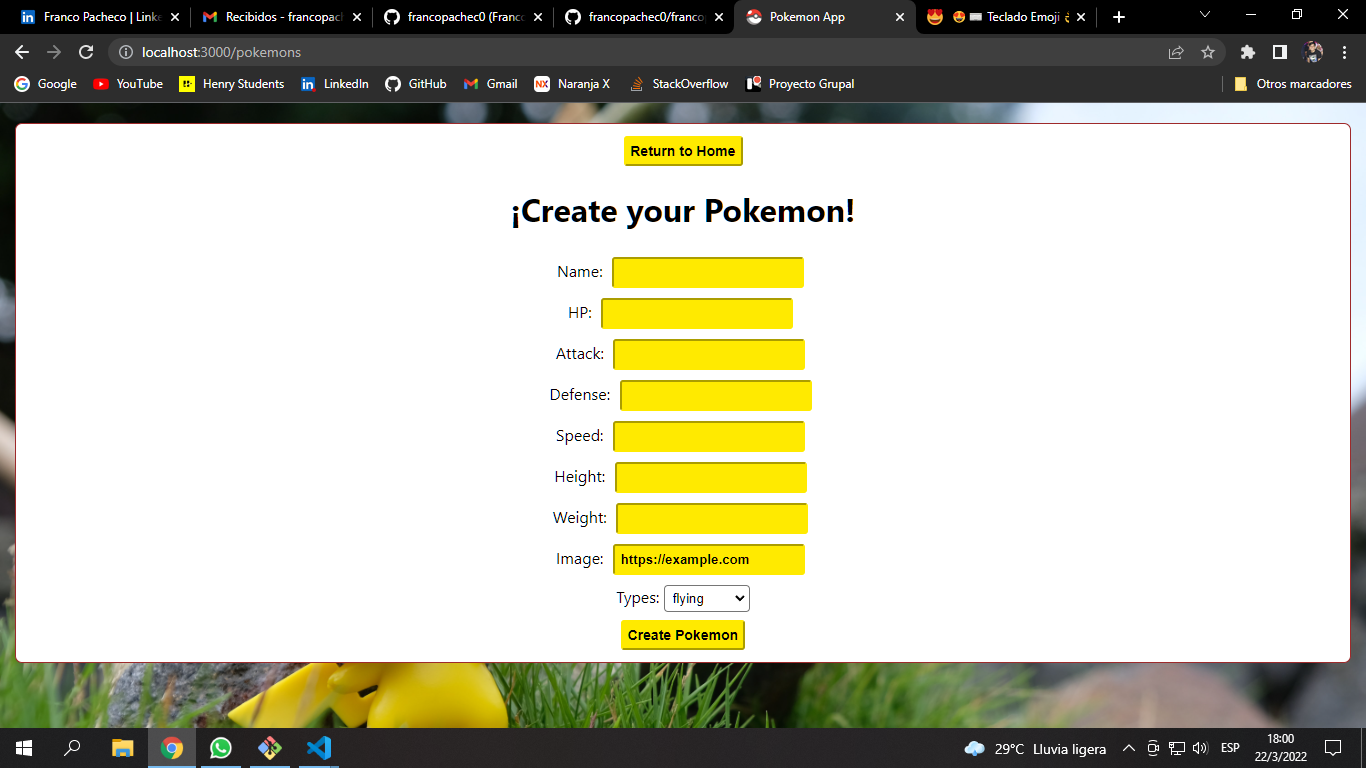 Franco Pacheco | Linke
Recibidos - francopach
francopachec0 (Franc
francopachec0/franco
Pokemon App
Teclado Emoji
localhost:3000/pokemons
Google
YouTube
Henry Students
in LinkedIn
GitHub
Gmail
NX Naranja X
StackOverflow
Proyecto Grupal
Otros marcadores
Return to Home
¡Create your Pokemon!
Name:
HP:
Attack:
Defense:
Speed:
Height:
Weight:
Image: https://example.com
Types: flying
Create Pokemon
29°C Lluvia ligera
ESP
18:00
22/3/2022